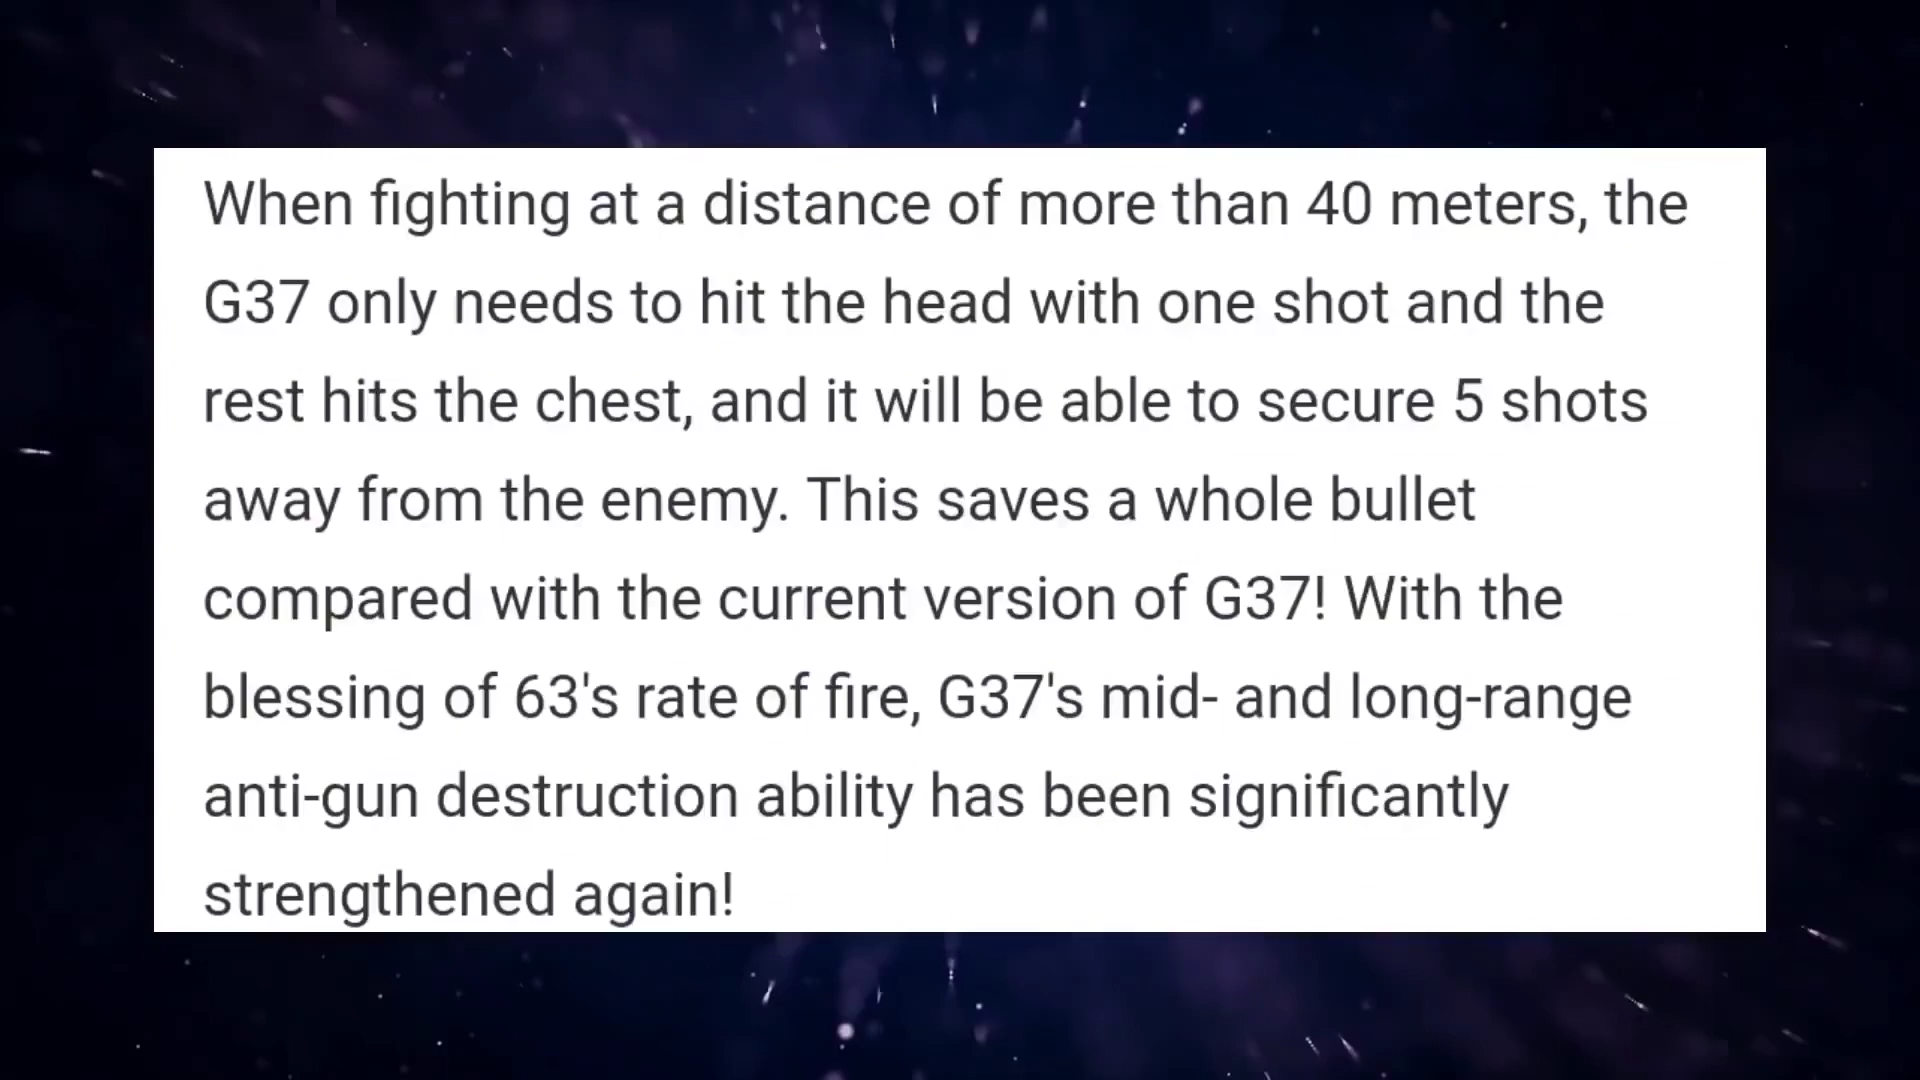 When fighting at a distance of more than 40 meters, the
G37 only needs to hit the head with one shot and the
rest hits the chest, and it will be able to secure 5 shots
away from the enemy. This saves a whole bullet
compared with the current version of G37! With the
blessing of 63's rate of fire, G37's mid- and long-range
anti-gun destruction ability has been significantly
strengthened again!